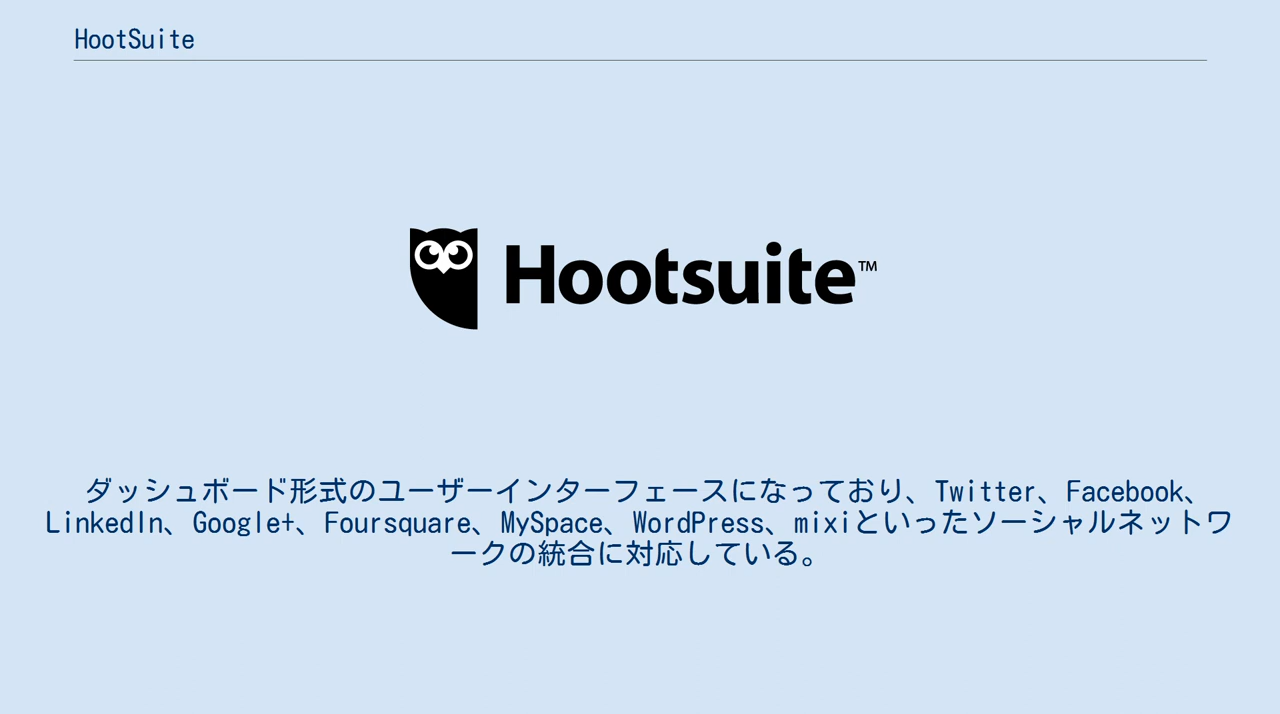 HootSuite
Hootsuite™
ダッシュボード形式のユーザーインターフェースになっており、Twitter、Facebook、
LinkedIn、Google+、Foursquare、MySpace、WordPress、mixiといったソーシャルネットワ
ークの統合に対応している。